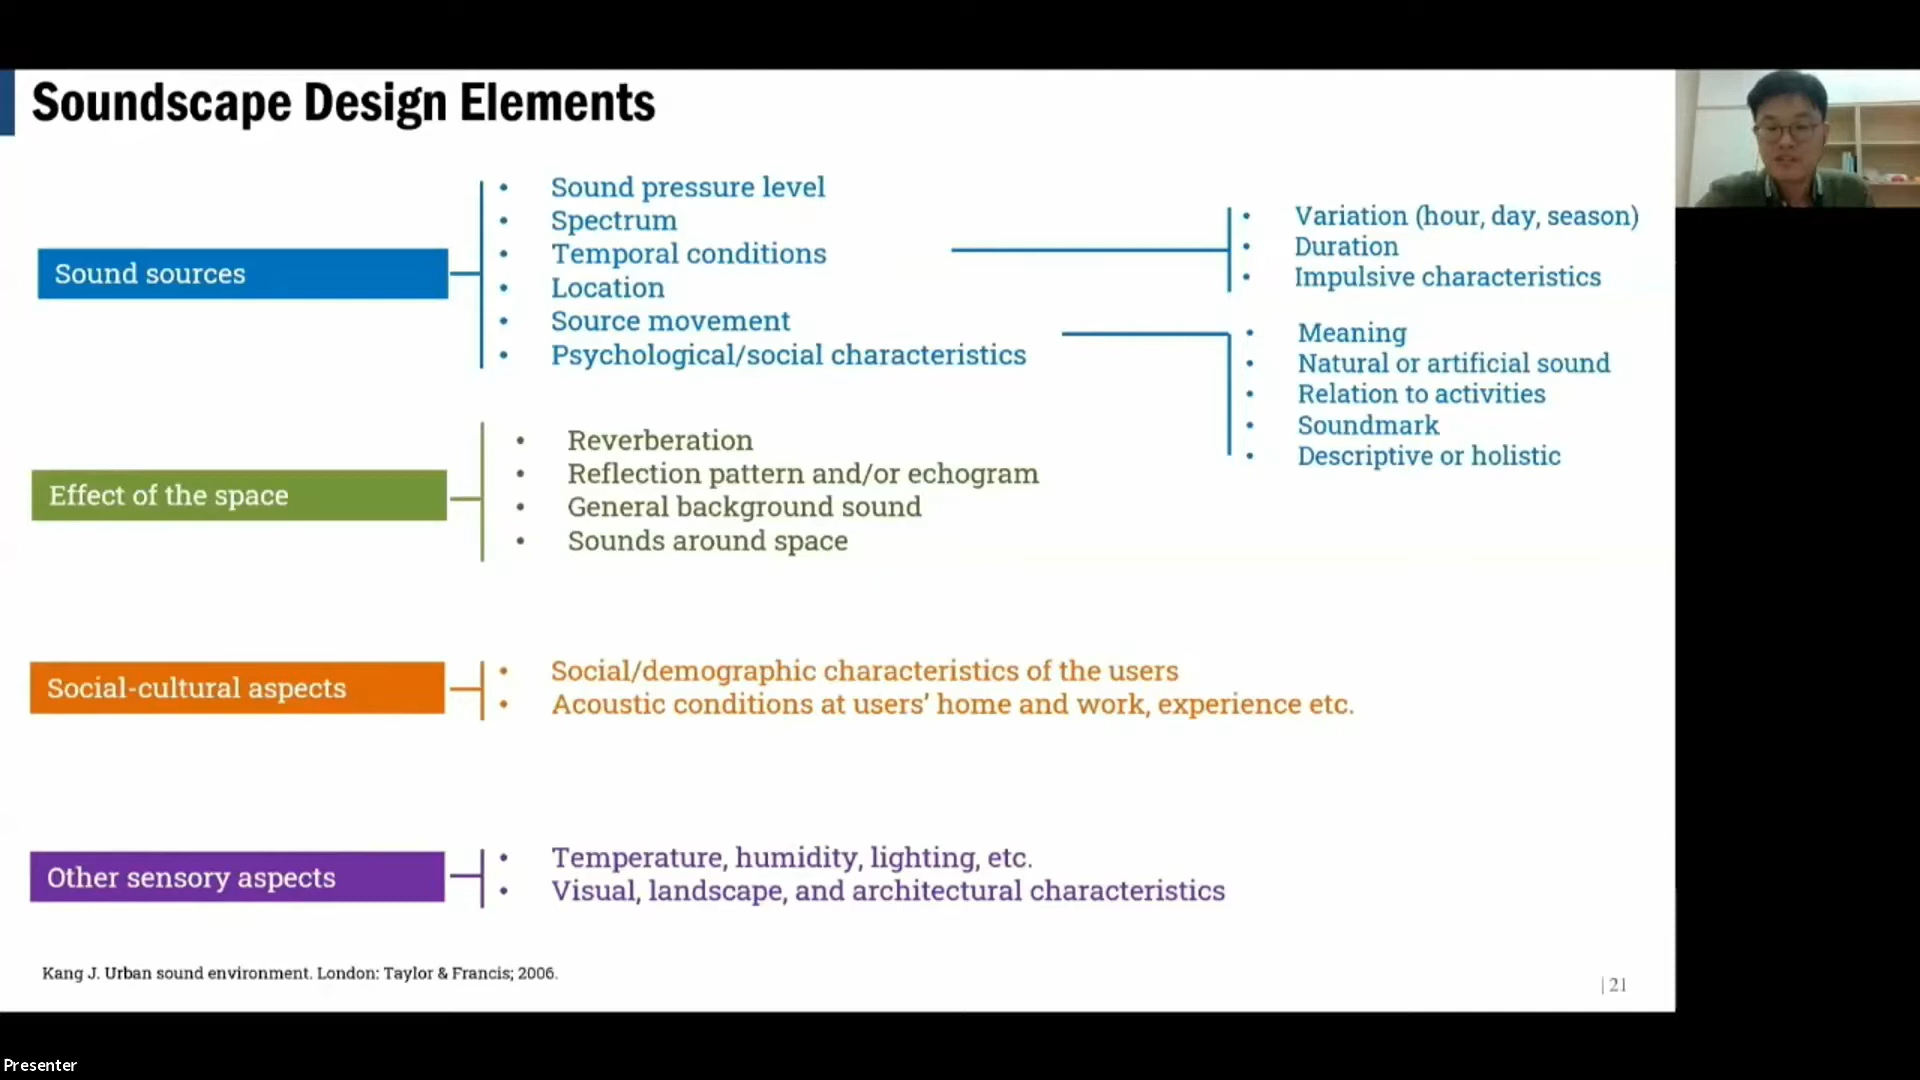 Soundscape Design Elements
Sound sources
• Sound pressure level
• Spectrum
• Temporal conditions
• Location
• Source movement
• Psychological/social characteristics
• Variation (hour, day, season)
• Duration
• Impulsive characteristics
• Meaning
• Natural or artificial sound
• Relation to activities
• Soundmark
• Descriptive or holistic
Effect of the space
• Reverberation
• Reflection pattern and/or echogram
• General background sound
• Sounds around space
Social-cultural aspects
• Social/demographic characteristics of the users
• Acoustic conditions at users’ home and work, experience etc.
Other sensory aspects
• Temperature, humidity, lighting, etc.
• Visual, landscape, and architectural characteristics
Kang J. Urban sound environment. London: Taylor & Francis; 2006.
| 21
Presenter